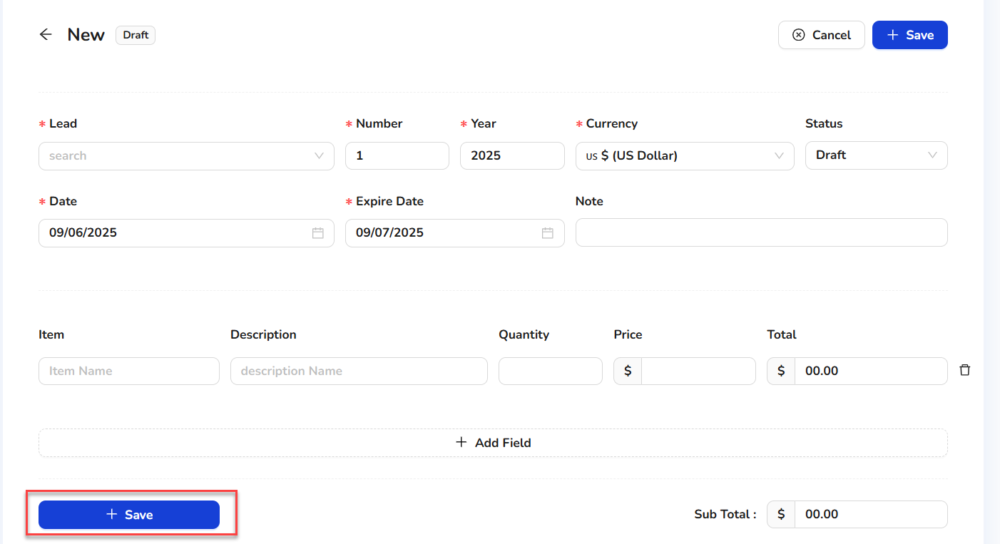 New Draft Cancel + Save
* Lead * Number * Year * Currency Status
search 1 2025 US $ (US Dollar) Draft
* Date * Expire Date Note
09/06/2025 09/07/2025
Item Description Quantity Price Total
Item Name description Name $ $ 00.00
+ Add Field
+ Save Sub Total : $ 00.00